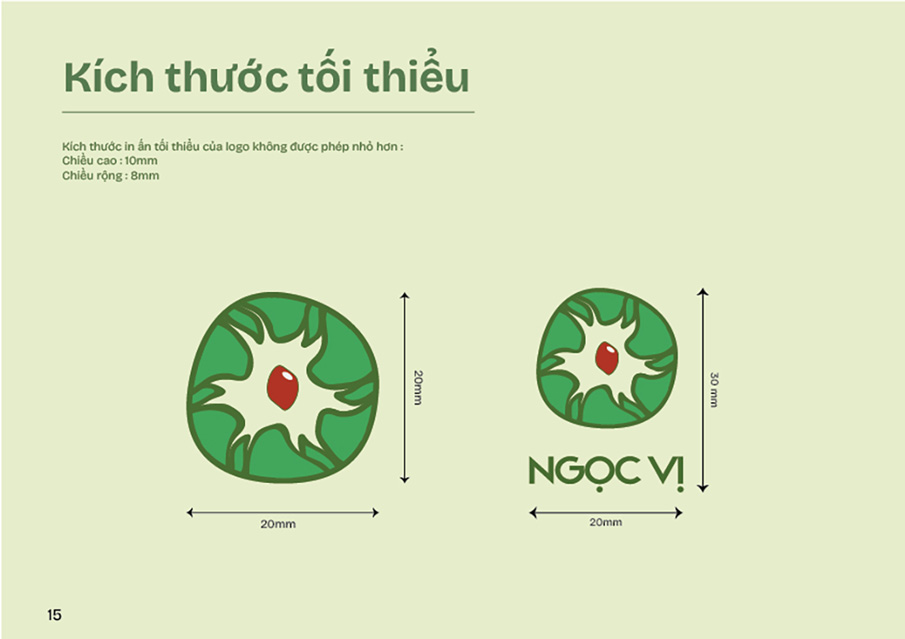 Kích thước tối thiểu
Kích thước in ấn tối thiểu của logo không được phép nhỏ hơn :
Chiều cao : 10mm
Chiều rộng : 8mm
20mm
20mm
30 mm
NGỌC VỊ
20mm
15